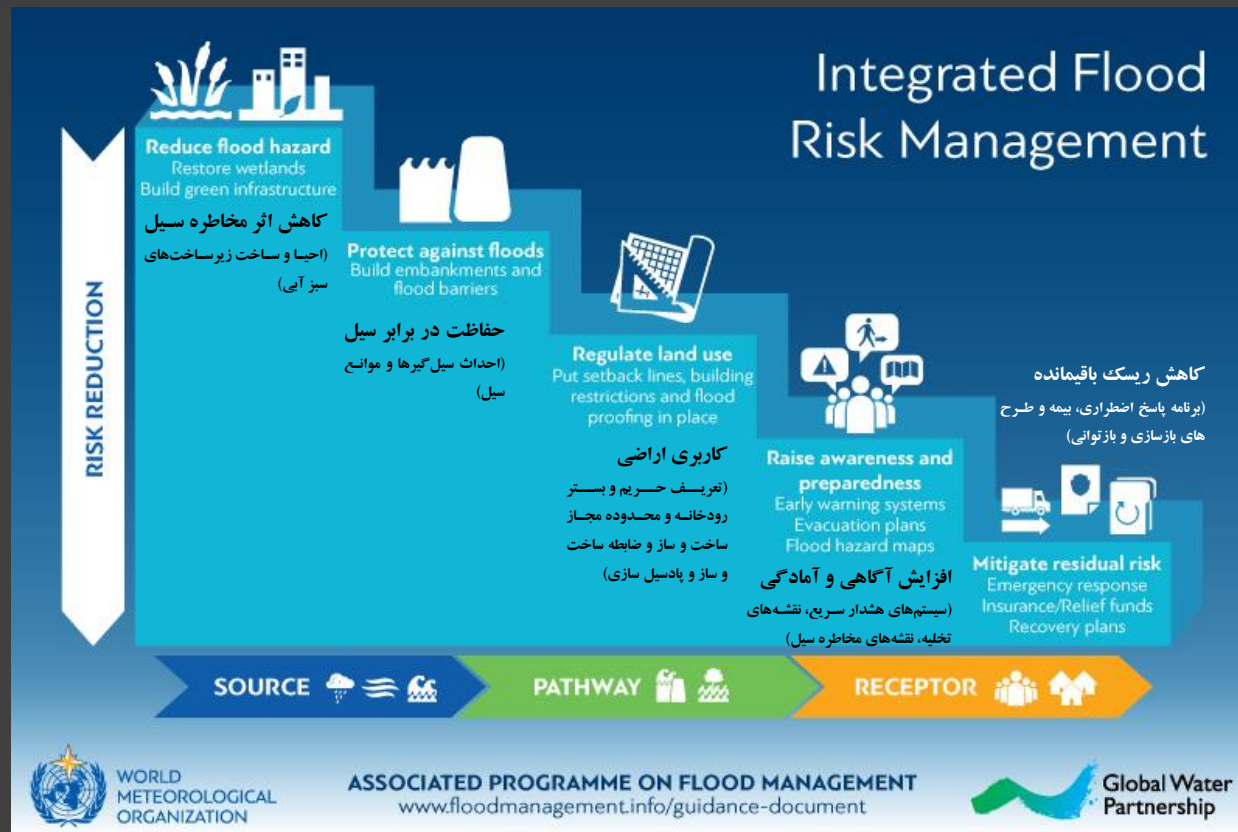 Integrated Flood
Risk Management
RISK REDUCTION
Reduce flood hazard
Restore wetlands
Build green infrastructure
کاهش اثر مخاطره سیل
(احیا و ساخت زیرساخت‌های
سبز آبی)
Protect against floods
Build embankments and
flood barriers
حفاظت در برابر سیل
(احداث سیل‌گیرها و موانع
سیل)
Regulate land use
Put setback lines, building
restrictions and flood
proofing in place
کاربری اراضی
(تعریف حریم و بستر
رودخانه و محدوده مجاز
ساخت و ساز و ضابطه ساخت
و ساز و پادسیل سازی)
Raise awareness and
preparedness
Early warning systems
Evacuation plans
Flood hazard maps
افزایش آگاهی و آمادگی
(سیستم‌های هشدار سریع، نقشه‌های
تخلیه، نقشه‌های مخاطره سیل)
کاهش ریسک باقیمانده
(برنامه پاسخ اضطراری، بیمه و طرح
های بازسازی و بازتوانی)
Mitigate residual risk
Emergency response
Insurance/Relief funds
Recovery plans
SOURCE
PATHWAY
RECEPTOR
WORLD
METEOROLOGICAL
ORGANIZATION
ASSOCIATED PROGRAMME ON FLOOD MANAGEMENT
www.floodmanagement.info/guidance-document
Global Water
Partnership